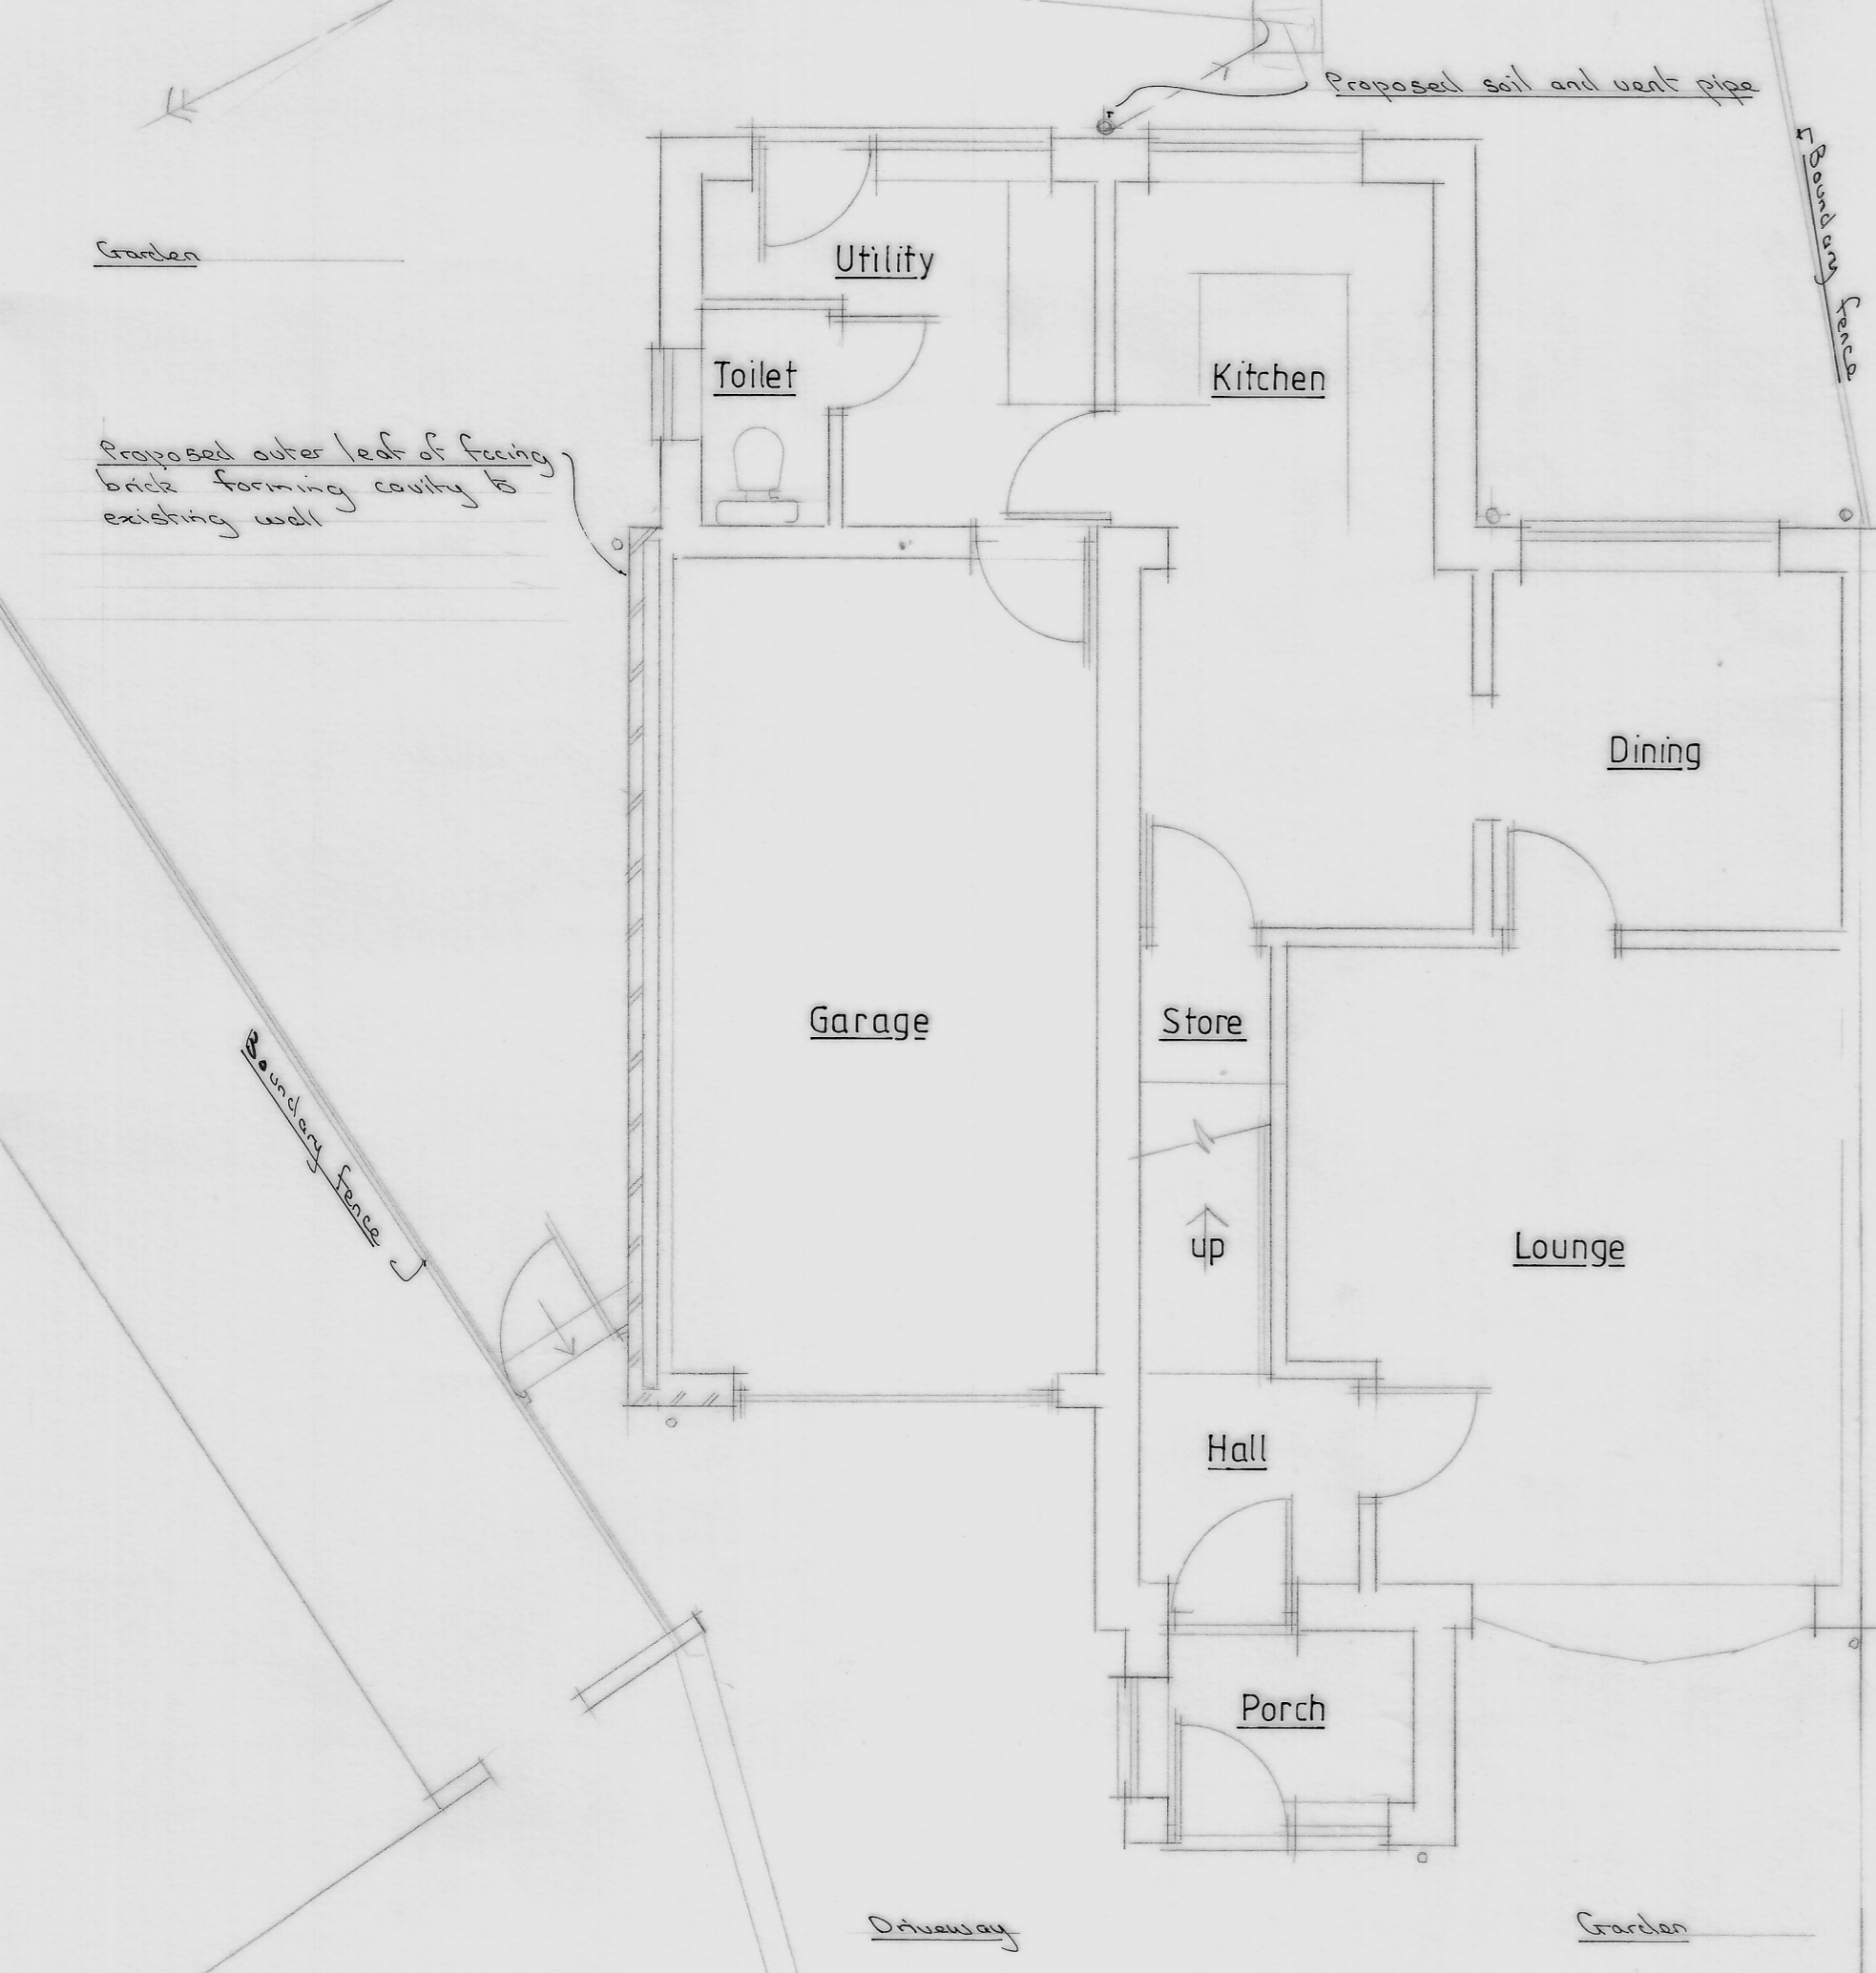 Proposed soil and vent pipe
Boundary fence
Garden
Utility
Toilet
Kitchen
Proposed outer leaf of facing
brick forming cavity to
existing wall
Dining
Garage
Store
Boundary fence
up
Lounge
Hall
Porch
Driveway
Garden